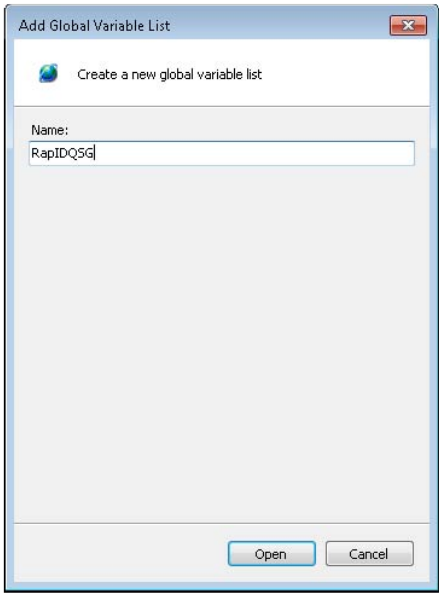 Add Global Variable List
Create a new global variable list
Name:
RapIDQSG
Open
Cancel